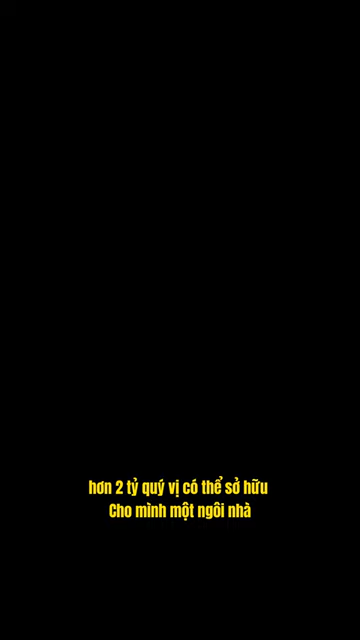 hơn 2 tỷ quý vị có thể sở hữu
Cho mình một ngôi nhà